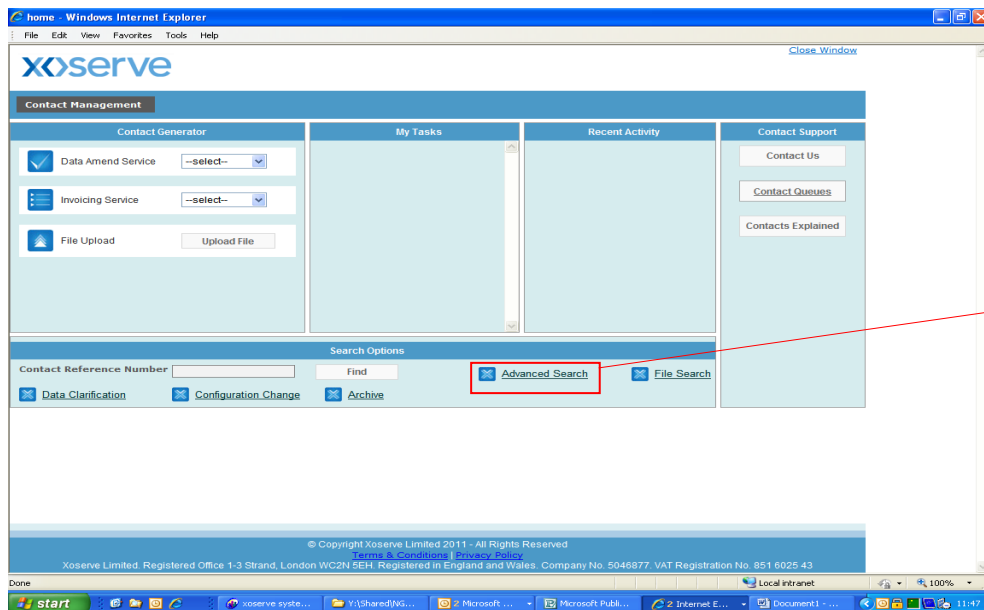 home - Windows Internet Explorer
File Edit View Favorites Tools Help
Close Window
xoserve
Contact Management
Contact Generator
My Tasks
Recent Activity
Contact Support
Data Amend Service
--select--
Invoicing Service
--select--
File Upload
Upload File
Contact Us
Contact Queues
Contacts Explained
Search Options
Contact Reference Number
Find
Advanced Search
File Search
Data Clarification
Configuration Change
Archive
© Copyright Xoserve Limited 2011 - All Rights Reserved
Terms & Conditions | Privacy Policy
Xoserve Limited. Registered Office 1-3 Strand, London WC2N 5EH. Registered in England and Wales. Company No. 5046877. VAT Registration No. 851 6025 43
Done
Local intranet
100%
start
xoserve syste...
Y:\Shared\NG...
2 Microsoft ...
Microsoft Publi...
2 Internet E...
Document1 - ...
11:47